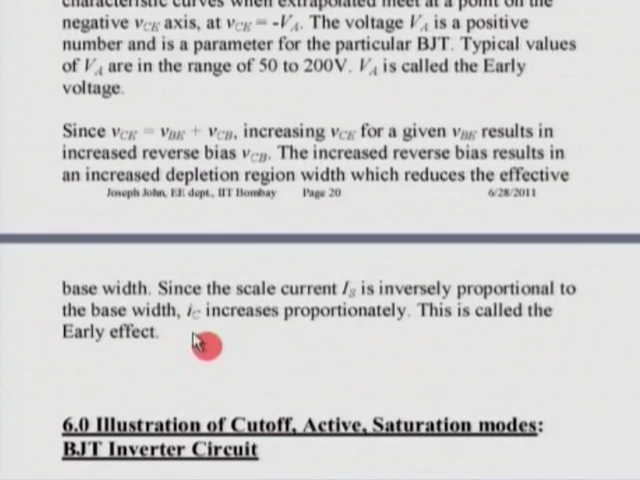 characteristic curves when extrapolated meet at a point on the
negative vCE axis, at vCE = -VA. The voltage VA is a positive
number and is a parameter for the particular BJT. Typical values
of VA are in the range of 50 to 200V. VA is called the Early
voltage.
Since vCE = vBE + vCB, increasing vCE for a given vBE results in
increased reverse bias vCB. The increased reverse bias results in
an increased depletion region width which reduces the effective
Joseph John, EE dept., IIT Bombay Page 20 6/28/2011
base width. Since the scale current IS is inversely proportional to
the base width, iC increases proportionately. This is called the
Early effect.
6.0 Illustration of Cutoff, Active, Saturation modes:
BJT Inverter Circuit